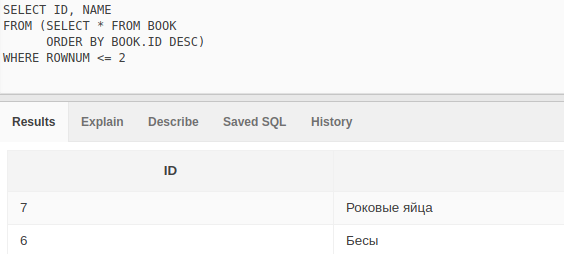 SELECT ID, NAME
FROM (SELECT * FROM BOOK
ORDER BY BOOK.ID DESC)
WHERE ROWNUM <= 2
Results Explain Describe Saved SQL History
ID
7 Роковые яйца
6 Бесы